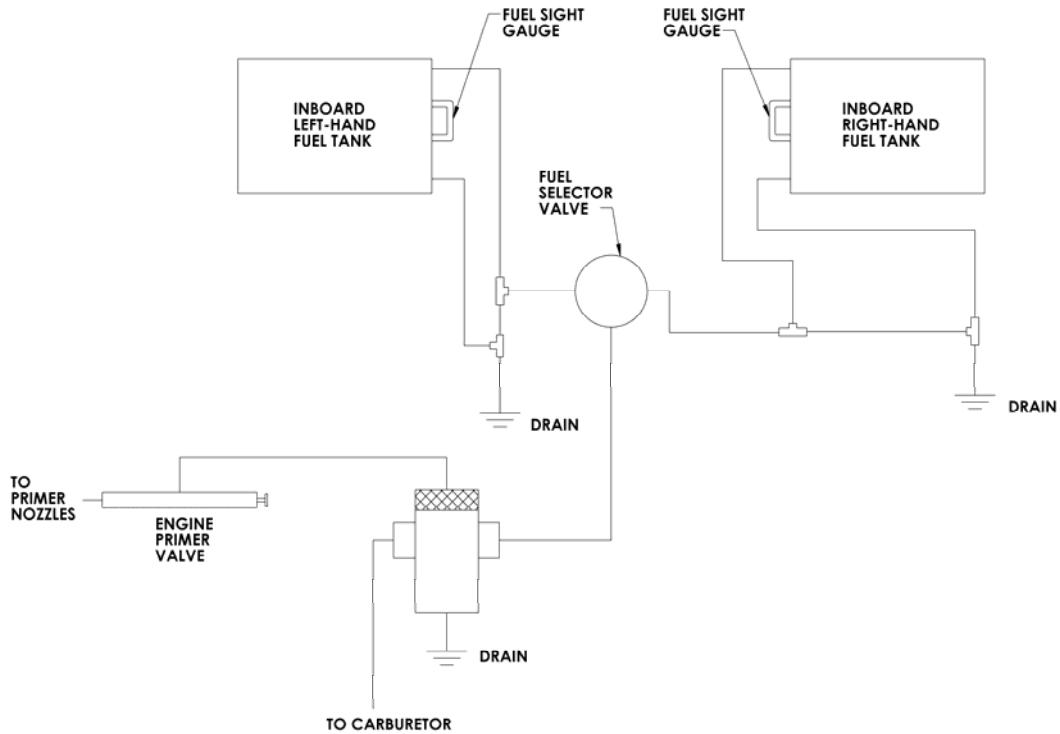 FUEL SIGHT
GAUGE
FUEL SIGHT
GAUGE
INBOARD
LEFT-HAND
FUEL TANK
INBOARD
RIGHT-HAND
FUEL TANK
FUEL
SELECTOR
VALVE
DRAIN
DRAIN
TO
PRIMER
NOZZLES
ENGINE
PRIMER
VALVE
DRAIN
TO CARBURETOR